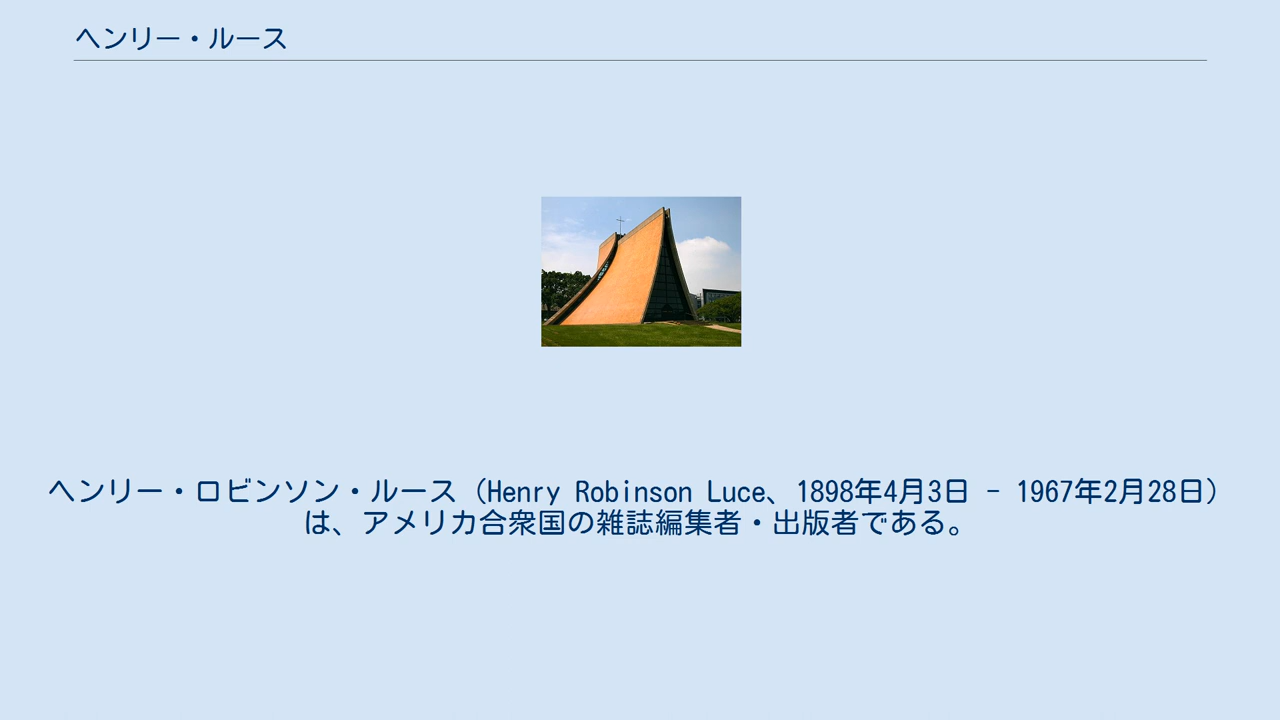 ヘンリー・ルース
ヘンリー・ロビンソン・ルース（Henry Robinson Luce、1898年4月3日 - 1967年2月28日）
は、アメリカ合衆国の雑誌編集者・出版者である。